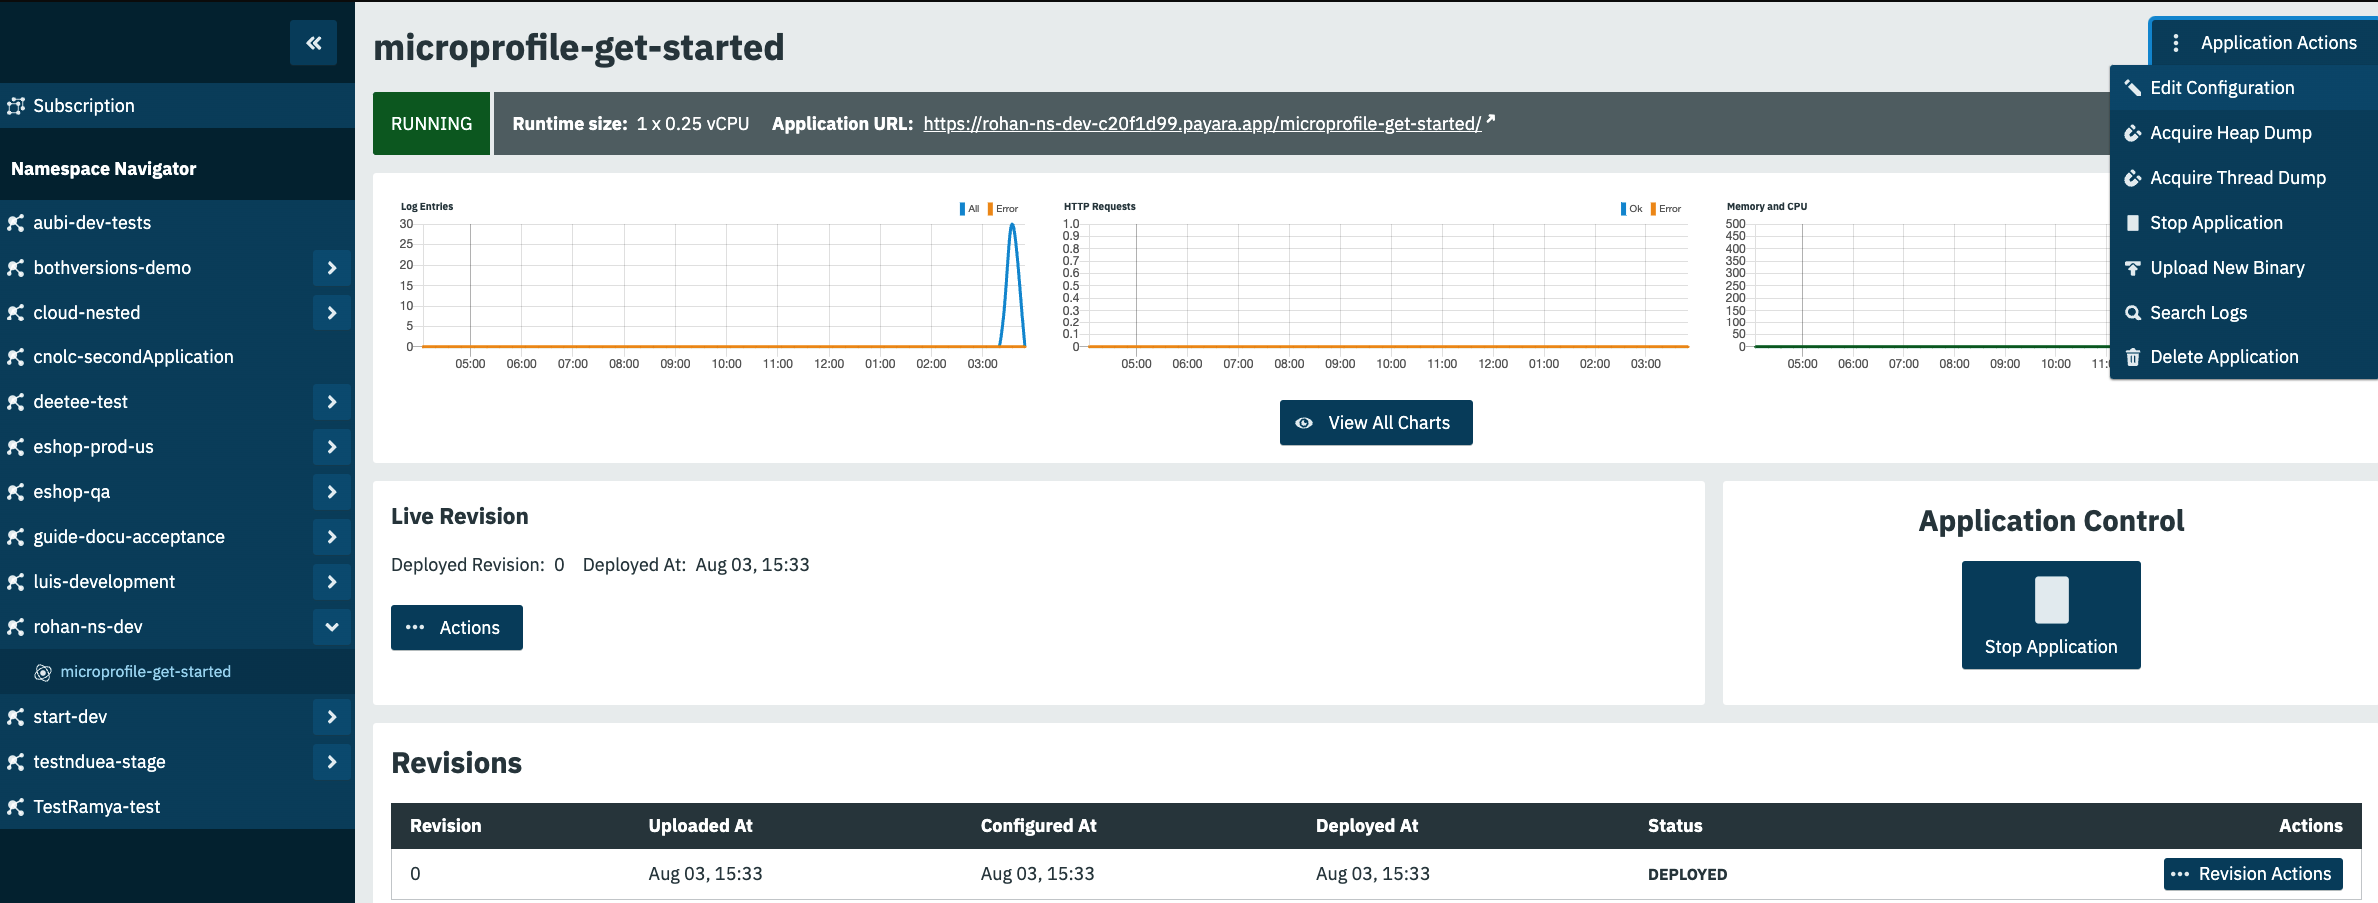 microprofile-get-started
Application Actions
Edit Configuration
Acquire Heap Dump
Acquire Thread Dump
Stop Application
Upload New Binary
Search Logs
Delete Application
Subscription
Namespace Navigator
aubi-dev-tests
bothversions-demo
cloud-nested
cnolc-secondApplication
deetee-test
eshop-prod-us
eshop-qa
guide-docu-acceptance
luis-development
rohan-ns-dev
microprofile-get-started
start-dev
testnduea-stage
TestRamya-test
RUNNING Runtime size: 1 x 0.25 vCPU Application URL: https://rohan-ns-dev-c20f1d99.payara.app/microprofile-get-started/
Log Entries All Error
30
25
20
15
10
5
0
05:00 06:00 07:00 08:00 09:00 10:00 11:00 12:00 01:00 02:00 03:00
HTTP Requests Ok Error
1.0
0.9
0.8
0.7
0.6
0.5
0.4
0.3
0.2
0.1
0
05:00 06:00 07:00 08:00 09:00 10:00 11:00 12:00 01:00 02:00 03:00
Memory and CPU
500
450
400
350
300
250
200
150
100
50
0
05:00 06:00 07:00 08:00 09:00 10:00 11:0
View All Charts
Live Revision
Deployed Revision: 0 Deployed At: Aug 03, 15:33
Actions
Application Control
Stop Application
Revisions
Revision Uploaded At Configured At Deployed At Status Actions
0 Aug 03, 15:33 Aug 03, 15:33 Aug 03, 15:33 DEPLOYED Revision Actions